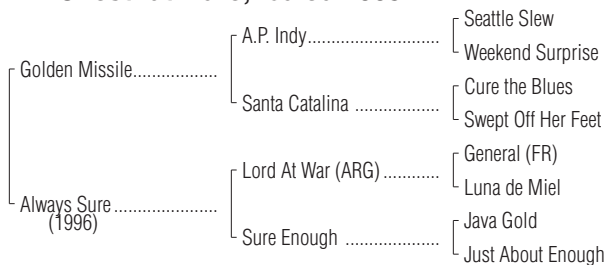 Seattle Slew
A.P. Indy..............................
Weekend Surprise
Golden Missile...................
Cure the Blues
Santa Catalina ...................
Swept Off Her Feet
General (FR)
Lord At War (ARG) ............
Luna de Miel
Always Sure .......................
(1996)
Java Gold
Sure Enough .....................
Just About Enough